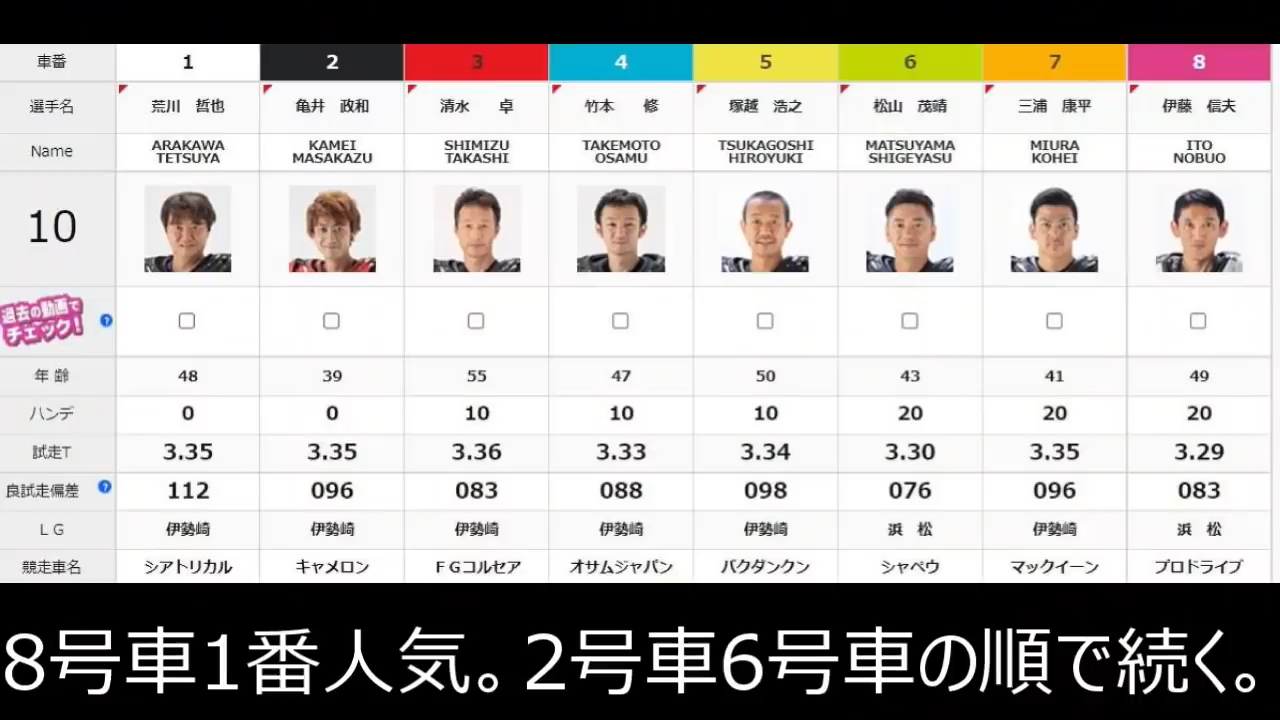 車番 1 2 3 4 5 6 7 8
選手名 荒川 哲也 亀井 政和 清水 卓 竹本 修 塚越 浩之 松山 茂靖 三浦 康平 伊藤 信夫
Name ARAKAWA TETSUYA KAMEI MASAKAZU SHIMIZU TAKASHI TAKEMOTO OSAMU TSUKAGOSHI HIROYUKI MATSUYAMA SHIGEYASU MIURA KOHEI ITO NOBUO
10
過去の動画で
チェック! ?
年齢 48 39 55 47 50 43 41 49
ハンデ 0 0 10 10 10 20 20 20
試走T 3.35 3.35 3.36 3.33 3.34 3.30 3.35 3.29
良試走偏差 ? 112 096 083 088 098 076 096 083
LG 伊勢崎 伊勢崎 伊勢崎 伊勢崎 伊勢崎 浜 松 伊勢崎 浜 松
競走車名 シアトリカル キャメロン FGコルセア オサムジャパン バクダンクン シャペウ マックイーン プロドライブ
8号車1番人気。2号車6号車の順で続く。